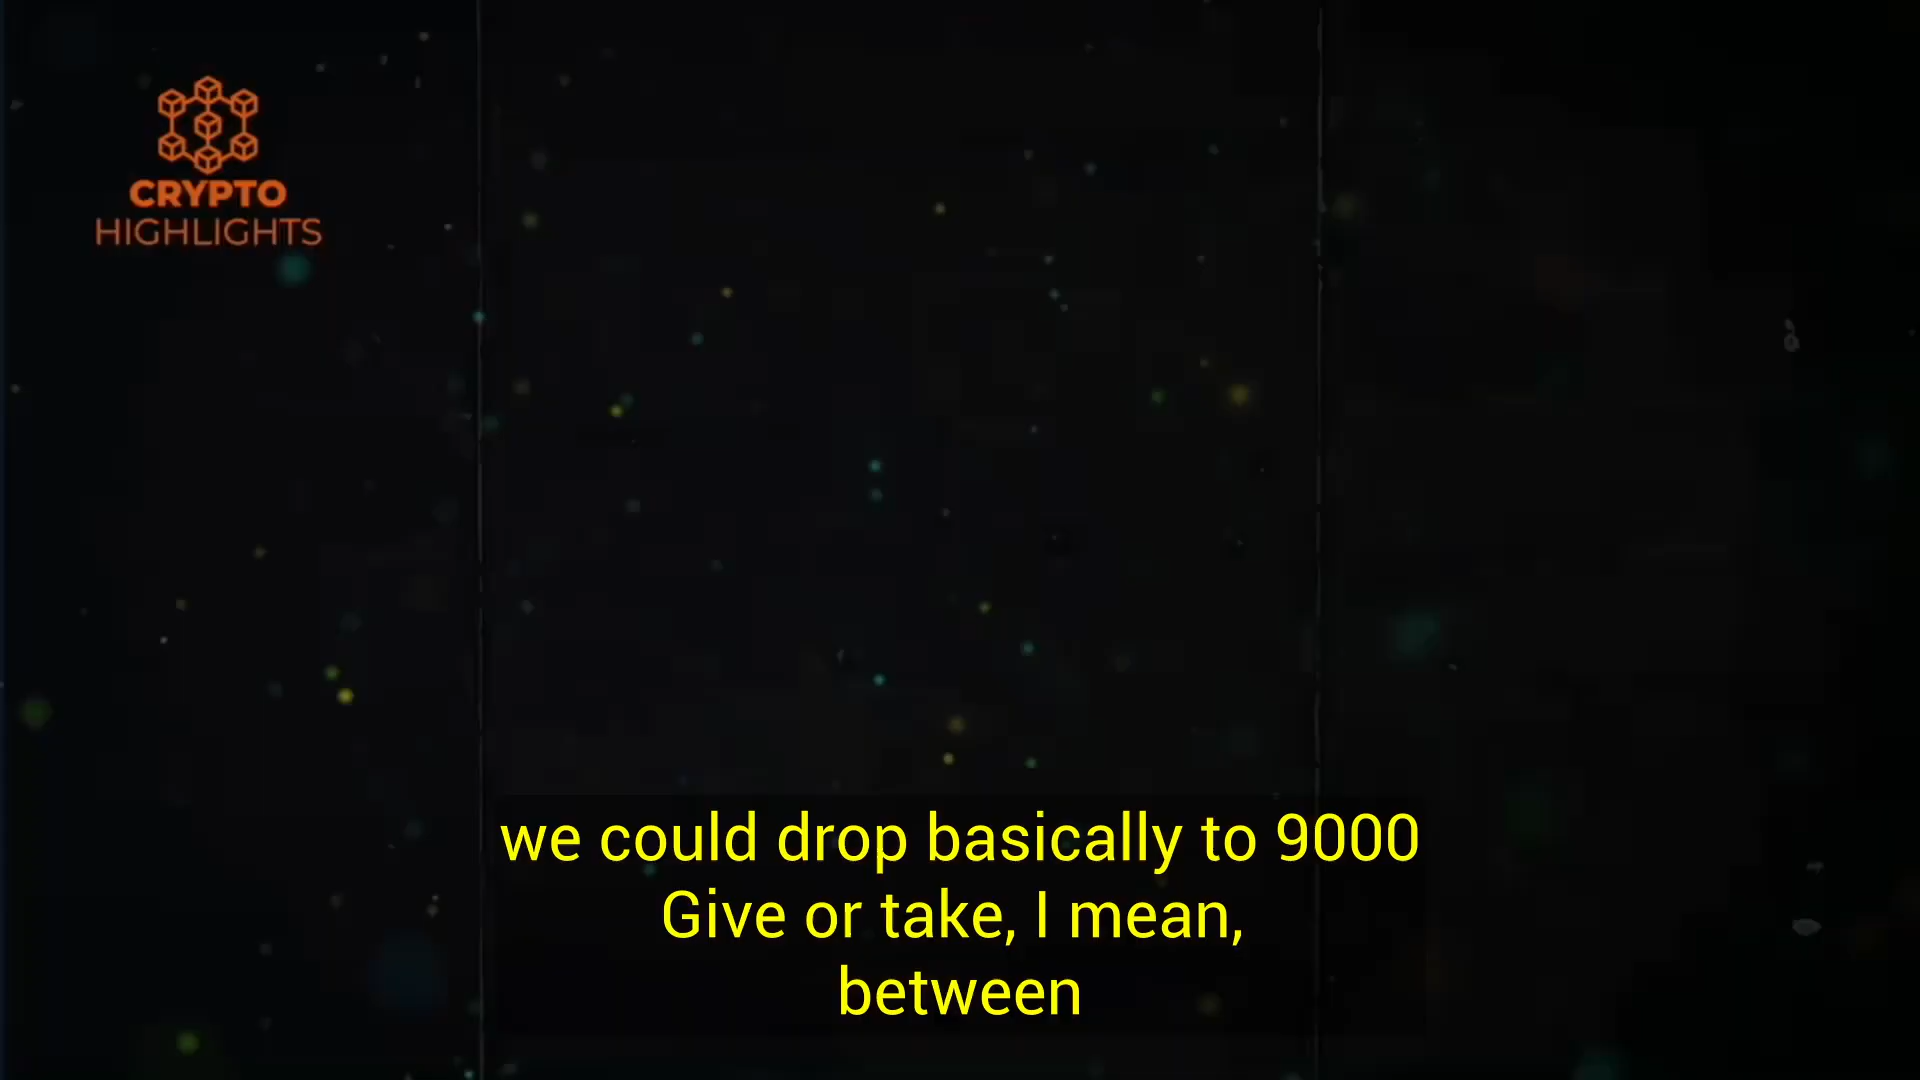 CRYPTO
HIGHLIGHTS
we could drop basically to 9000
Give or take, I mean,
between